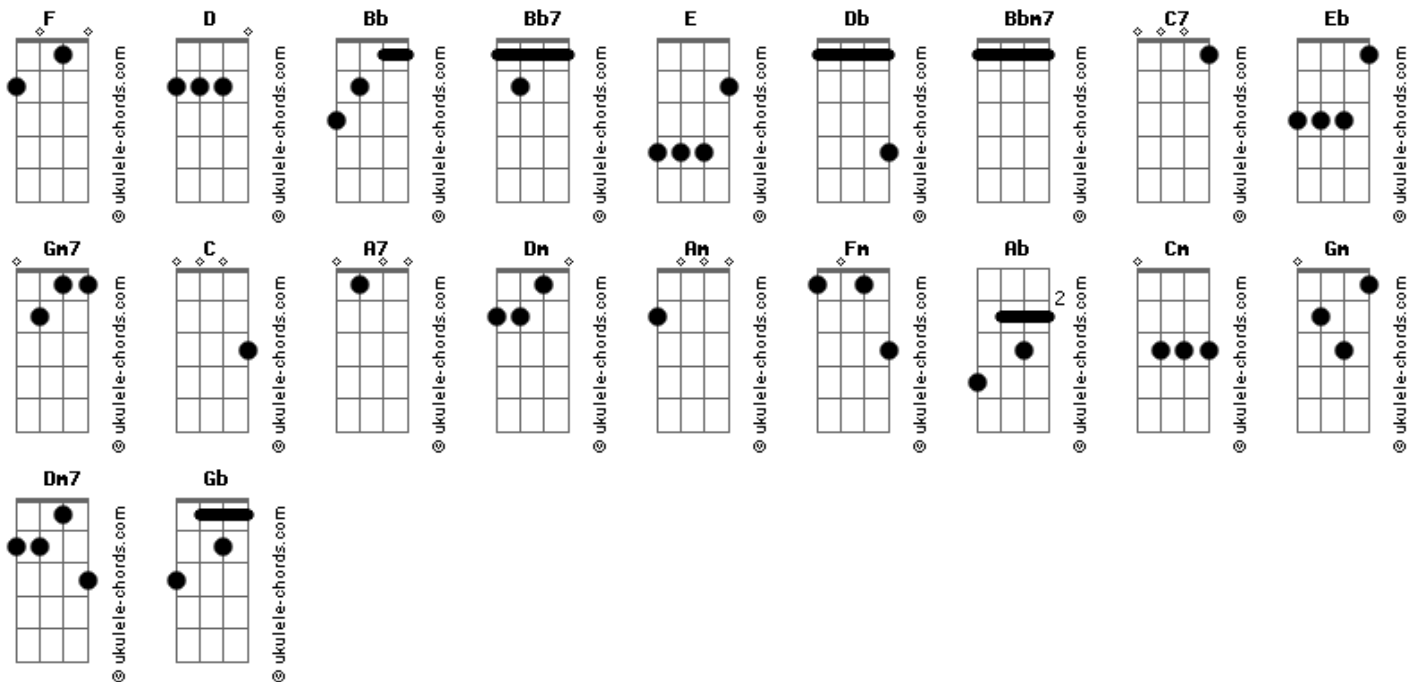 F D Bb Bb7 E Db Bbm7 C7 Eb
© ukulele-chords.com © ukulele-chords.com © ukulele-chords.com © ukulele-chords.com © ukulele-chords.com © ukulele-chords.com © ukulele-chords.com © ukulele-chords.com © ukulele-chords.com
Gm7 C A7 Dm Am Fm Ab Cm Gm
2
© ukulele-chords.com © ukulele-chords.com © ukulele-chords.com © ukulele-chords.com © ukulele-chords.com © ukulele-chords.com © ukulele-chords.com © ukulele-chords.com © ukulele-chords.com
Dm7 Gb
© ukulele-chords.com © ukulele-chords.com